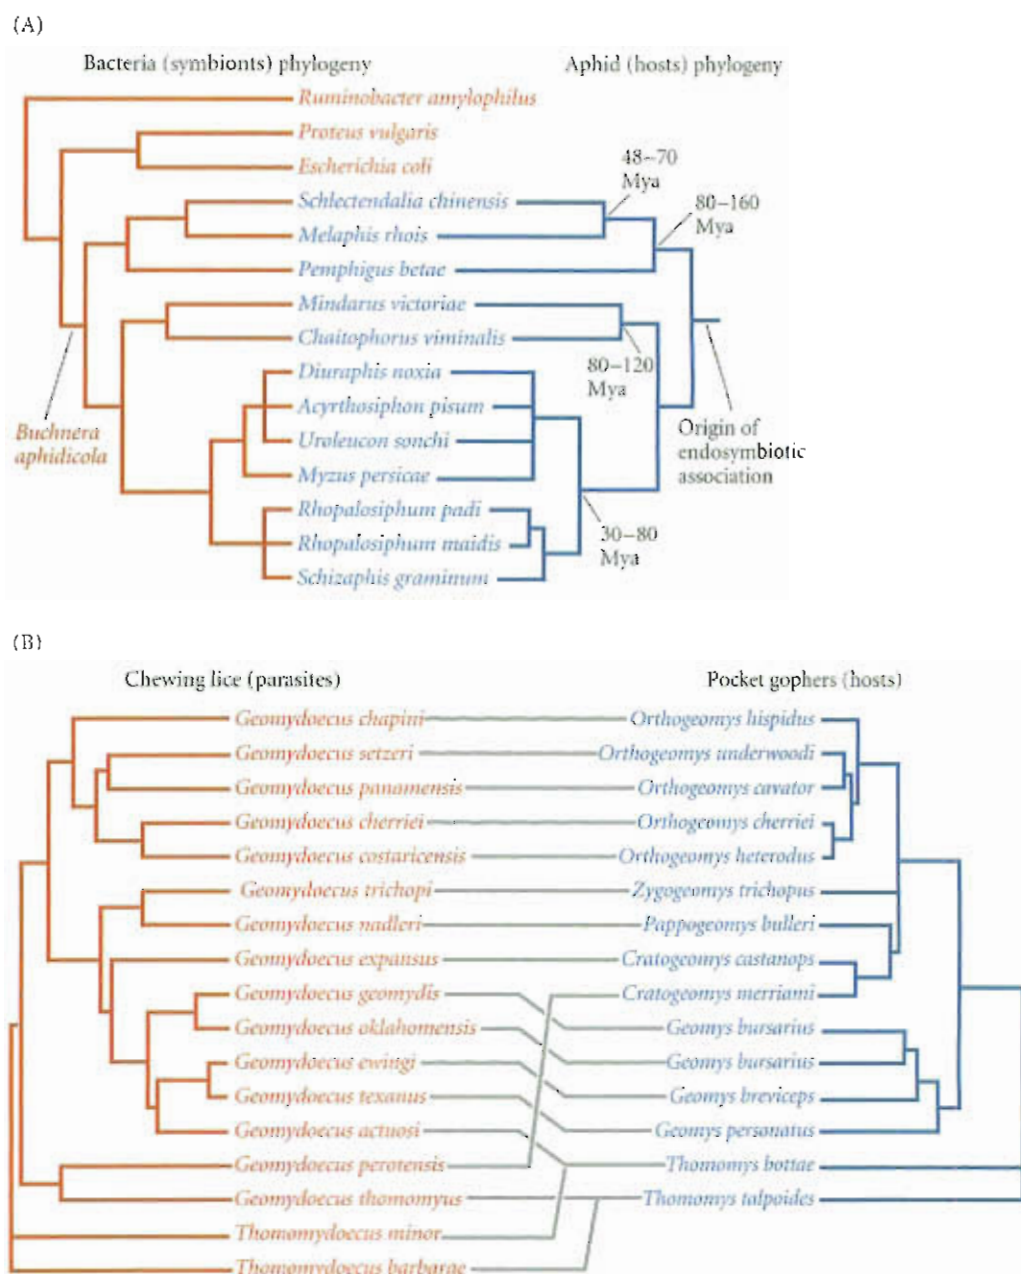 (A)
Bacteria (symbionts) phylogeny
Aphid (hosts) phylogeny
Ruminobacter amylophilus
Proteus vulgaris
Escherichia coli
48–70
Mya
Schlectendalia chinensis
80–160
Mya
Melaphis rhois
Pemphigus betae
Mindarus victoriae
Chaitophorus viminalis
80–120
Mya
Diuraphis noxia
Acyrthosiphon pisum
Buchnera
aphidicola
Origin of
endosymbiotic
association
Uroleucon sonchi
Myzus persicae
Rhopalosiphum padi
Rhopalosiphum maidis
30–80
Mya
Schizaphis graminum
(B)
Chewing lice (parasites)
Pocket gophers (hosts)
Geomydoecus chapini
Orthogeomys hispidus
Geomydoecus setzeri
Orthogeomys underwoodi
Geomydoecus panamensis
Orthogeomys cavator
Geomydoecus cherriei
Orthogeomys cherriei
Geomydoecus costaricensis
Orthogeomys heterodus
Geomydoecus trichopi
Zygogeomys trichopus
Geomydoecus nadleri
Pappogeomys bulleri
Geomydoecus expansus
Cratogeomys castanops
Geomydoecus geomydis
Cratogeomys merriami
Geomydoecus oklahomensis
Geomys bursarius
Geomydoecus ewingi
Geomys bursarius
Geomydoecus texanus
Geomys breviceps
Geomydoecus actuosi
Geomys personatus
Geomydoecus perotensis
Thomomys bottae
Geomydoecus thomomyus
Thomomys talpoides
Thomomydoecus minor
Thomomydoecus barbarae